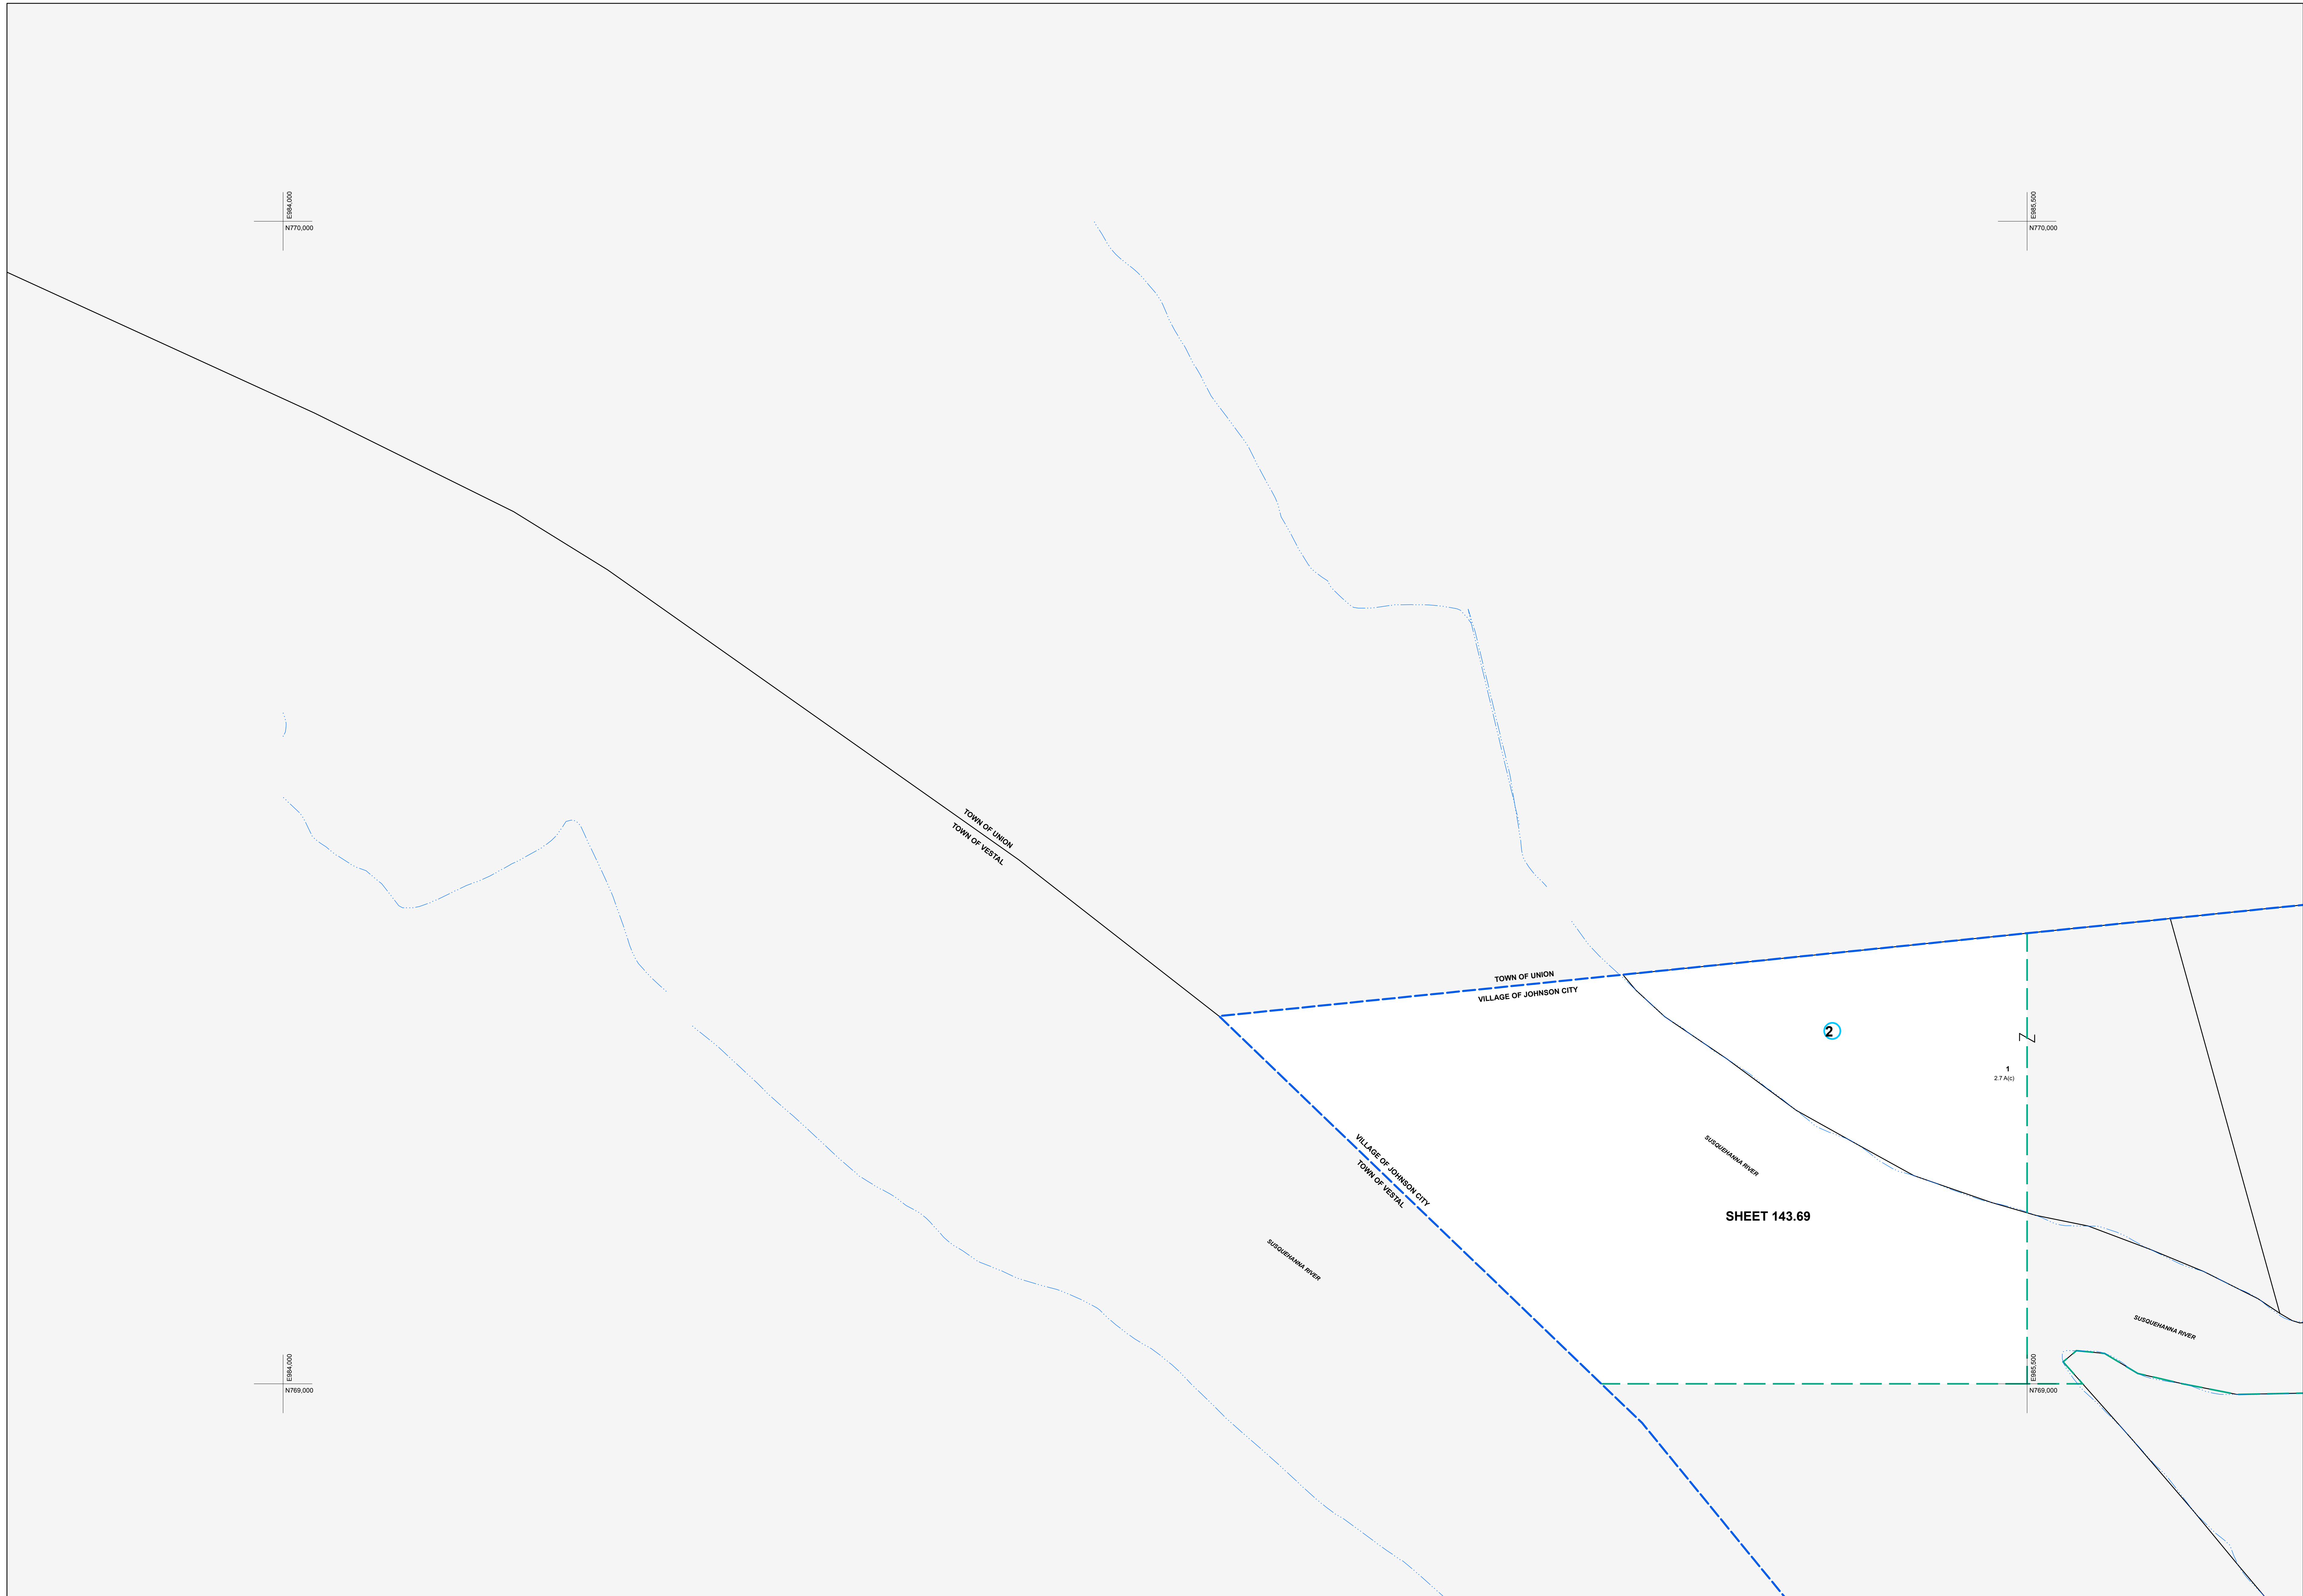 E984,000
N770,000
E985,500
N770,000
TOWN OF UNION
TOWN OF VESTAL
TOWN OF UNION
VILLAGE OF JOHNSON CITY
2
1
2.7 A(c)
VILLAGE OF JOHNSON CITY
TOWN OF VESTAL
SUSQUEHANNA RIVER
SHEET 143.69
SUSQUEHANNA RIVER
SUSQUEHANNA RIVER
E984,000
N769,000
E985,500
N769,000